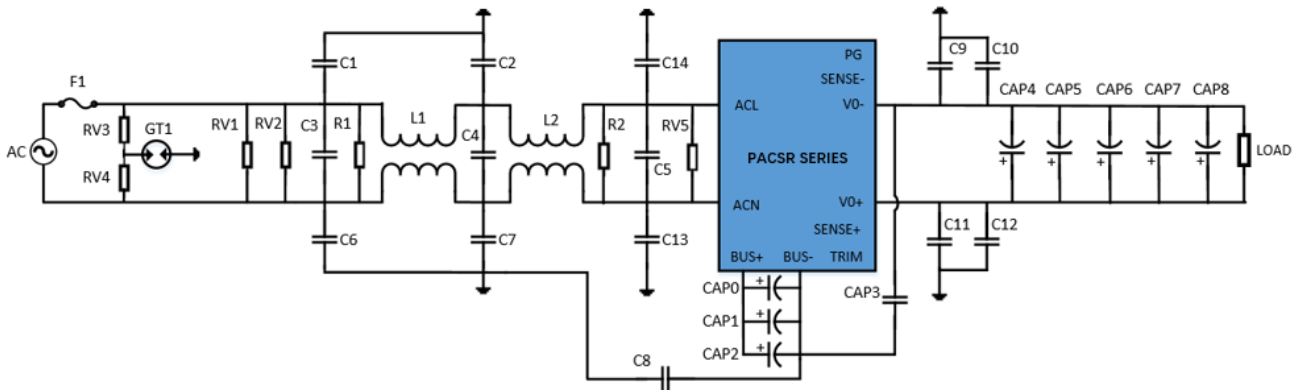 C1
C2
C14
C9
C10
PG
SENSE-
F1
CAP4
CAP5
CAP6
CAP7
CAP8
ACL
V0-
RV3
GT1
RV1
RV2
C3
R1
L1
C4
L2
R2
RV5
AC
PACSR SERIES
LOAD
C5
RV4
ACN
V0+
C6
C7
C13
SENSE+
C11
C12
BUS+
BUS-
TRIM
CAP0
+
CAP3
CAP1
+
CAP2
+
C8
+
+
+
+
+